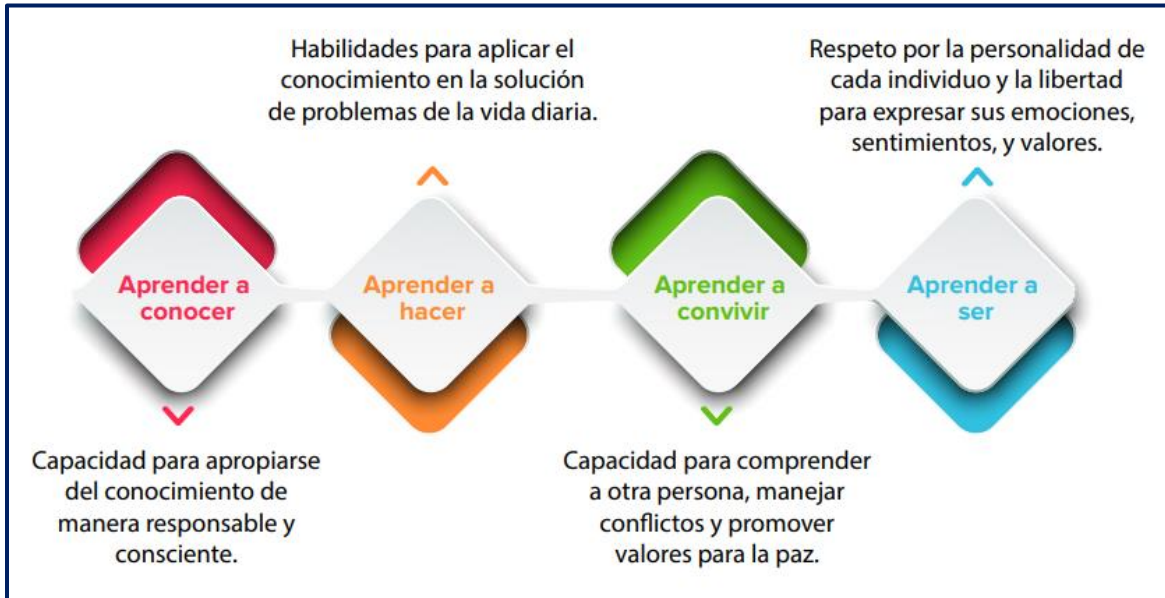 Habilidades para aplicar el
conocimiento en la solución
de problemas de la vida diaria.
Respeto por la personalidad de
cada individuo y la libertad
para expresar sus emociones,
sentimientos, y valores.
Aprender a
conocer
Aprender a
hacer
Aprender a
convivir
Aprender a
ser
Capacidad para apropiarse
del conocimiento de
manera responsable y
consciente.
Capacidad para comprender
a otra persona, manejar
conflictos y promover
valores para la paz.